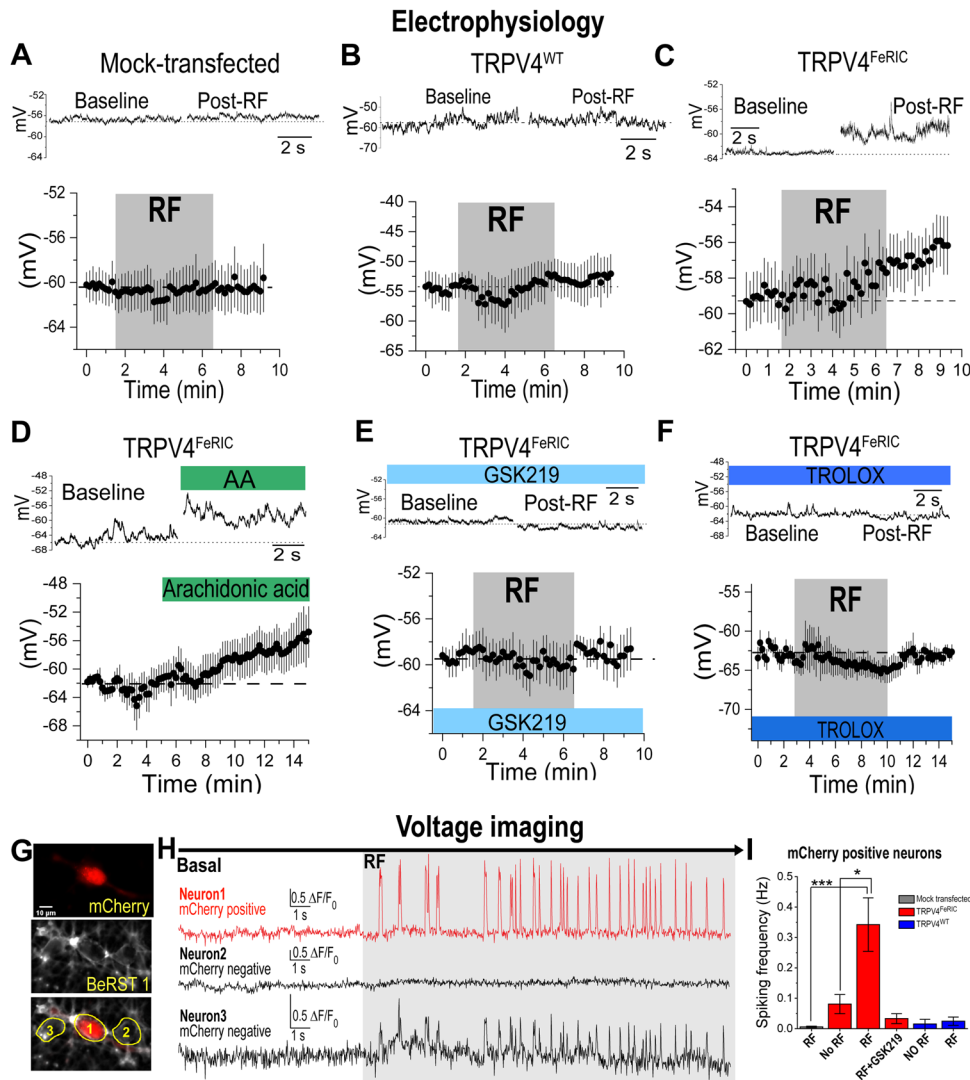 Electrophysiology
A
Mock-transfected
-52
-56
-60
-64
mV
Baseline
Post-RF
2 s
-52
-56
-60
-64
(mV)
RF
0 2 4 6 8 10
Time (min)
B
TRPV4WT
-50
-60
-70
mV
Baseline
Post-RF
2 s
-40
-45
-50
-55
-60
-65
(mV)
RF
0 2 4 6 8 10
Time (min)
C
TRPV4FeRIC
-52
-56
-60
-64
mV
Baseline
Post-RF
2 s
-54
-56
-58
-60
-62
(mV)
RF
0 1 2 3 4 5 6 7 8 9 10
Time (min)
D
TRPV4FeRIC
AA
-48
-52
-56
-60
-64
-68
mV
Baseline
2 s
Arachidonic acid
-48
-52
-56
-60
-64
-68
(mV)
0 2 4 6 8 10 12 14
Time (min)
E
TRPV4FeRIC
GSK219
-52
-56
-60
-64
mV
Baseline
Post-RF
2 s
-52
-56
-60
-64
(mV)
RF
GSK219
0 2 4 6 8 10
Time (min)
F
TRPV4FeRIC
TROLOX
-48
-52
-56
-60
-64
-68
mV
Baseline
Post-RF
2 s
-55
-60
-65
-70
(mV)
RF
TROLOX
0 2 4 6 8 10 12 14
Time (min)
Voltage imaging
G
mCherry
10 µm
BeRST 1
3 1 2
H
Basal
RF
Neuron1
mCherry positive
0.5 ΔF/F0
1 s
Neuron2
mCherry negative
0.5 ΔF/F0
1 s
Neuron3
mCherry negative
0.5 ΔF/F0
1 s
I
mCherry positive neurons
Spiking frequency (Hz)
0.5
0.4
0.3
0.2
0.1
0.0
***
*
Mock transfected
TRPV4FeRIC
TRPV4WT
RF
No RF
RF
RF+GSK219
NO RF
RF